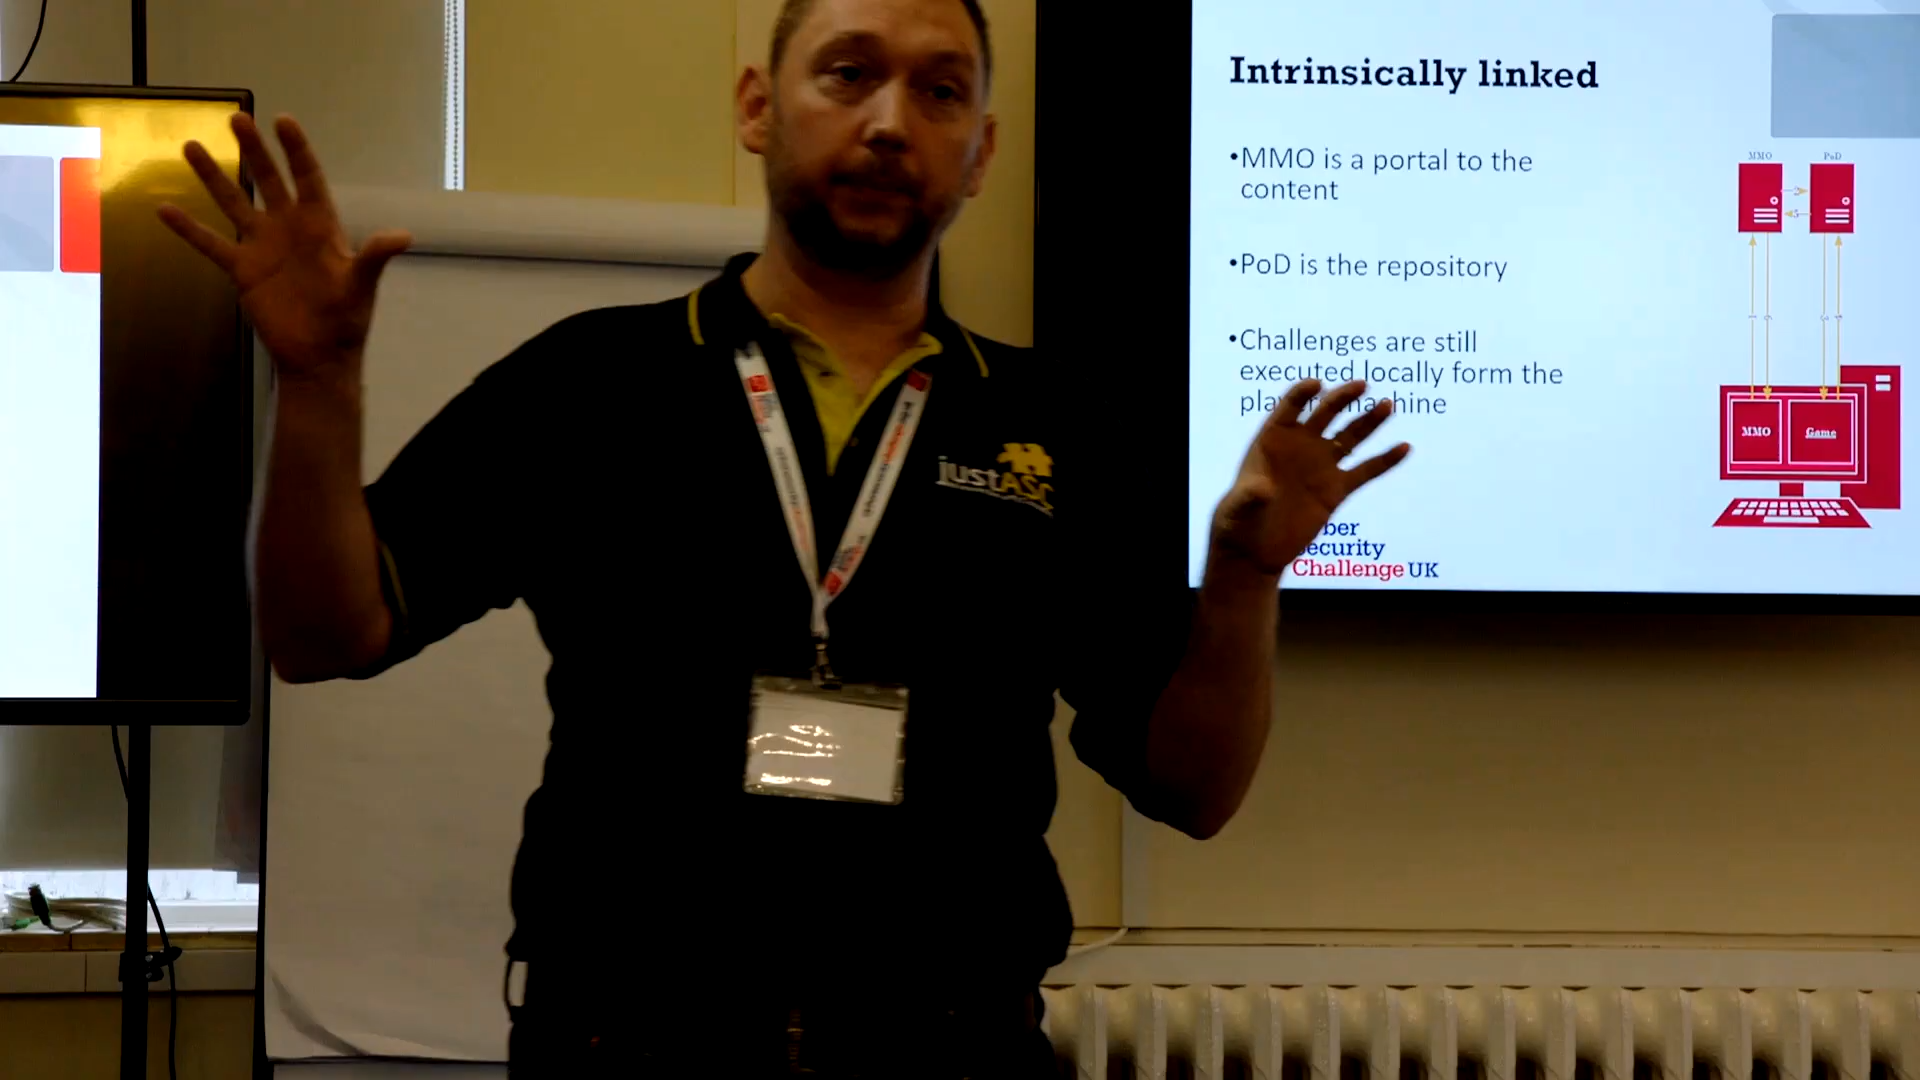 Intrinsically linked
•MMO is a portal to the
content
•PoD is the repository
•Challenges are still
executed locally form the
machine
MMO
PoD
MMO
Game
Security
Challenge UK
justASC